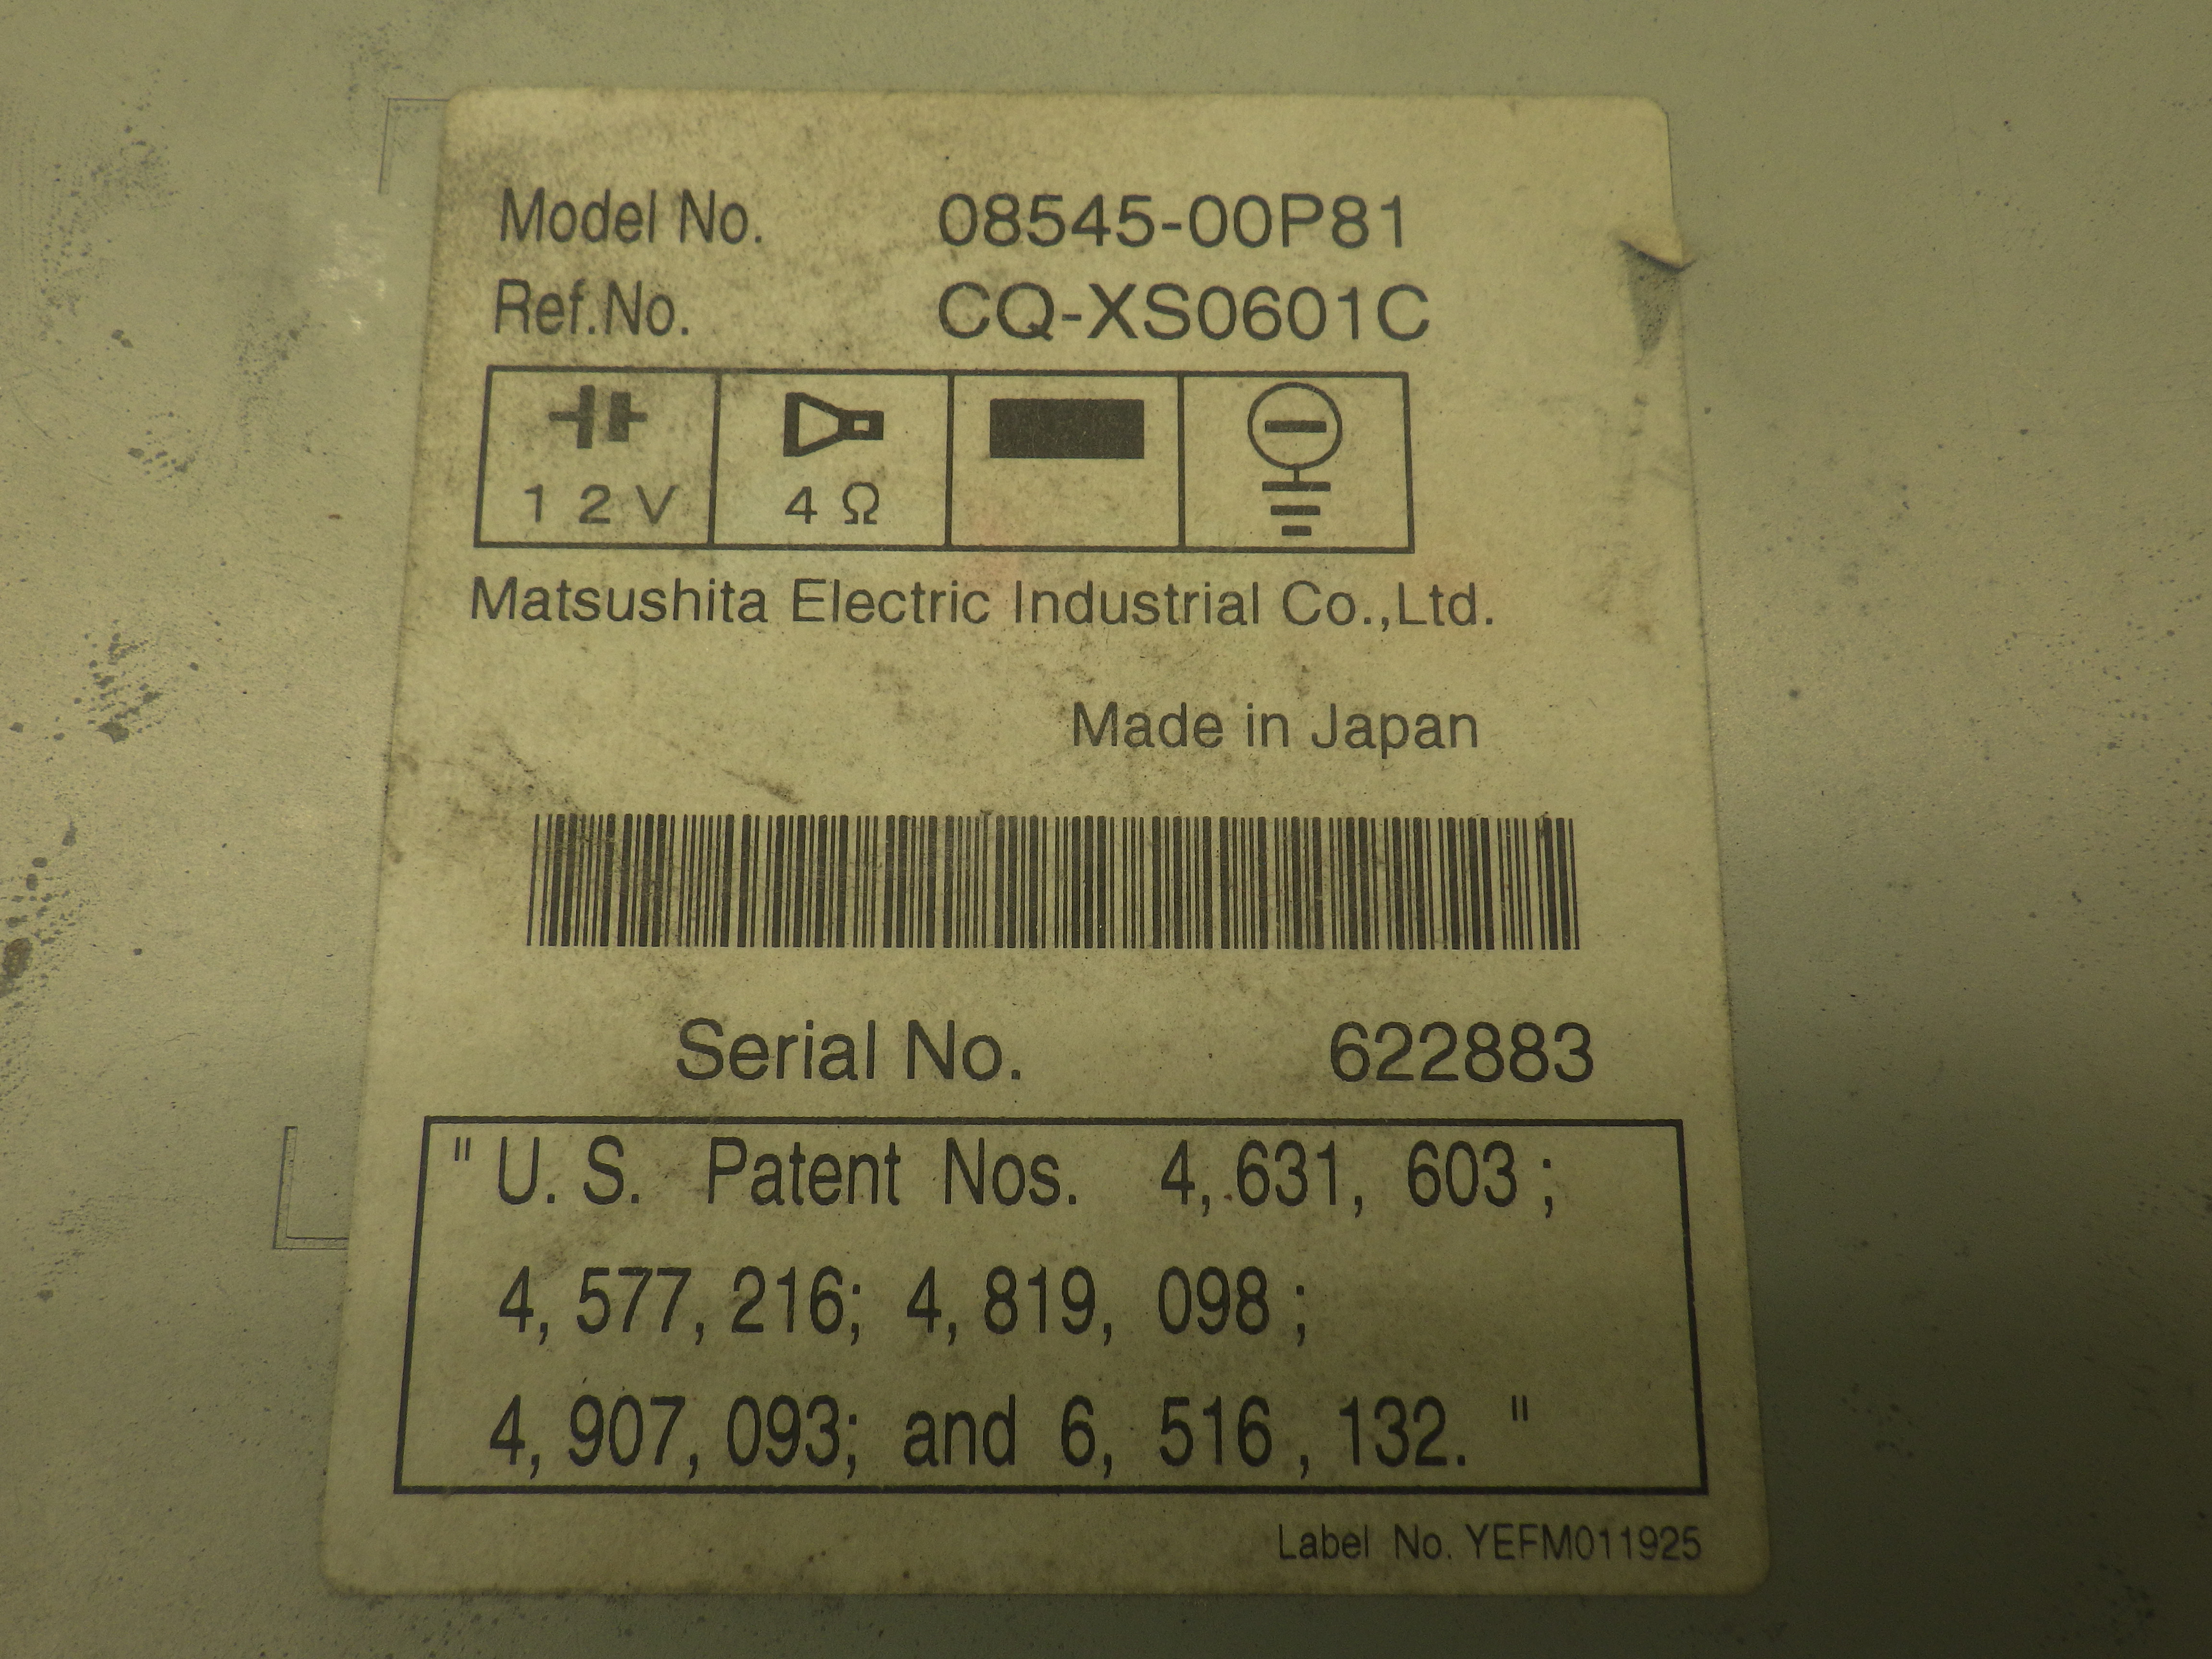 Model No. 08545-00P81
Ref.No. CQ-XS0601C
12V 4Ω
Matsushita Electric Industrial Co.,Ltd.
Made in Japan
Serial No. 622883
"U. S. Patent Nos. 4, 631, 603 ;
4, 577, 216; 4, 819, 098 ;
4, 907, 093; and 6, 516 , 132. "
Label No. YEFM011925